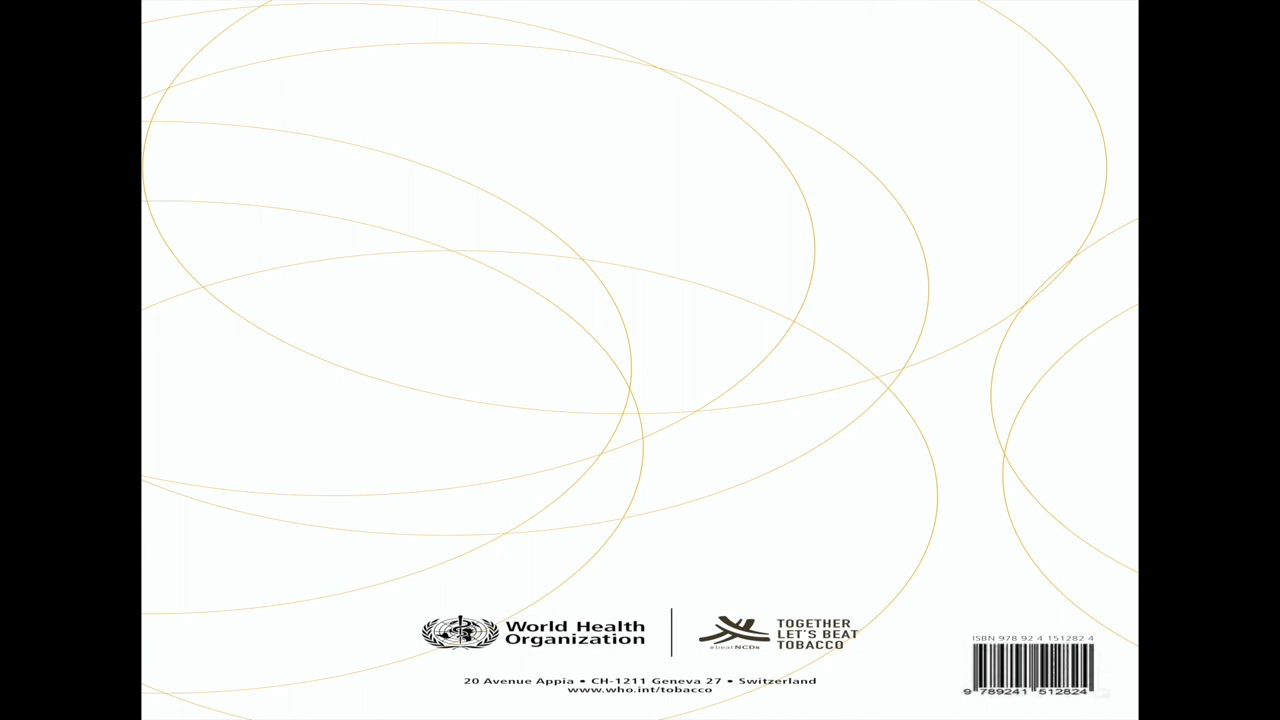 World Health
Organization
#beatNCDs
TOGETHER
LET'S BEAT
TOBACCO
20 Avenue Appia • CH-1211 Geneva 27 • Switzerland
www.who.int/tobacco
ISBN 978 92 4 151282 4
9 789241 512824